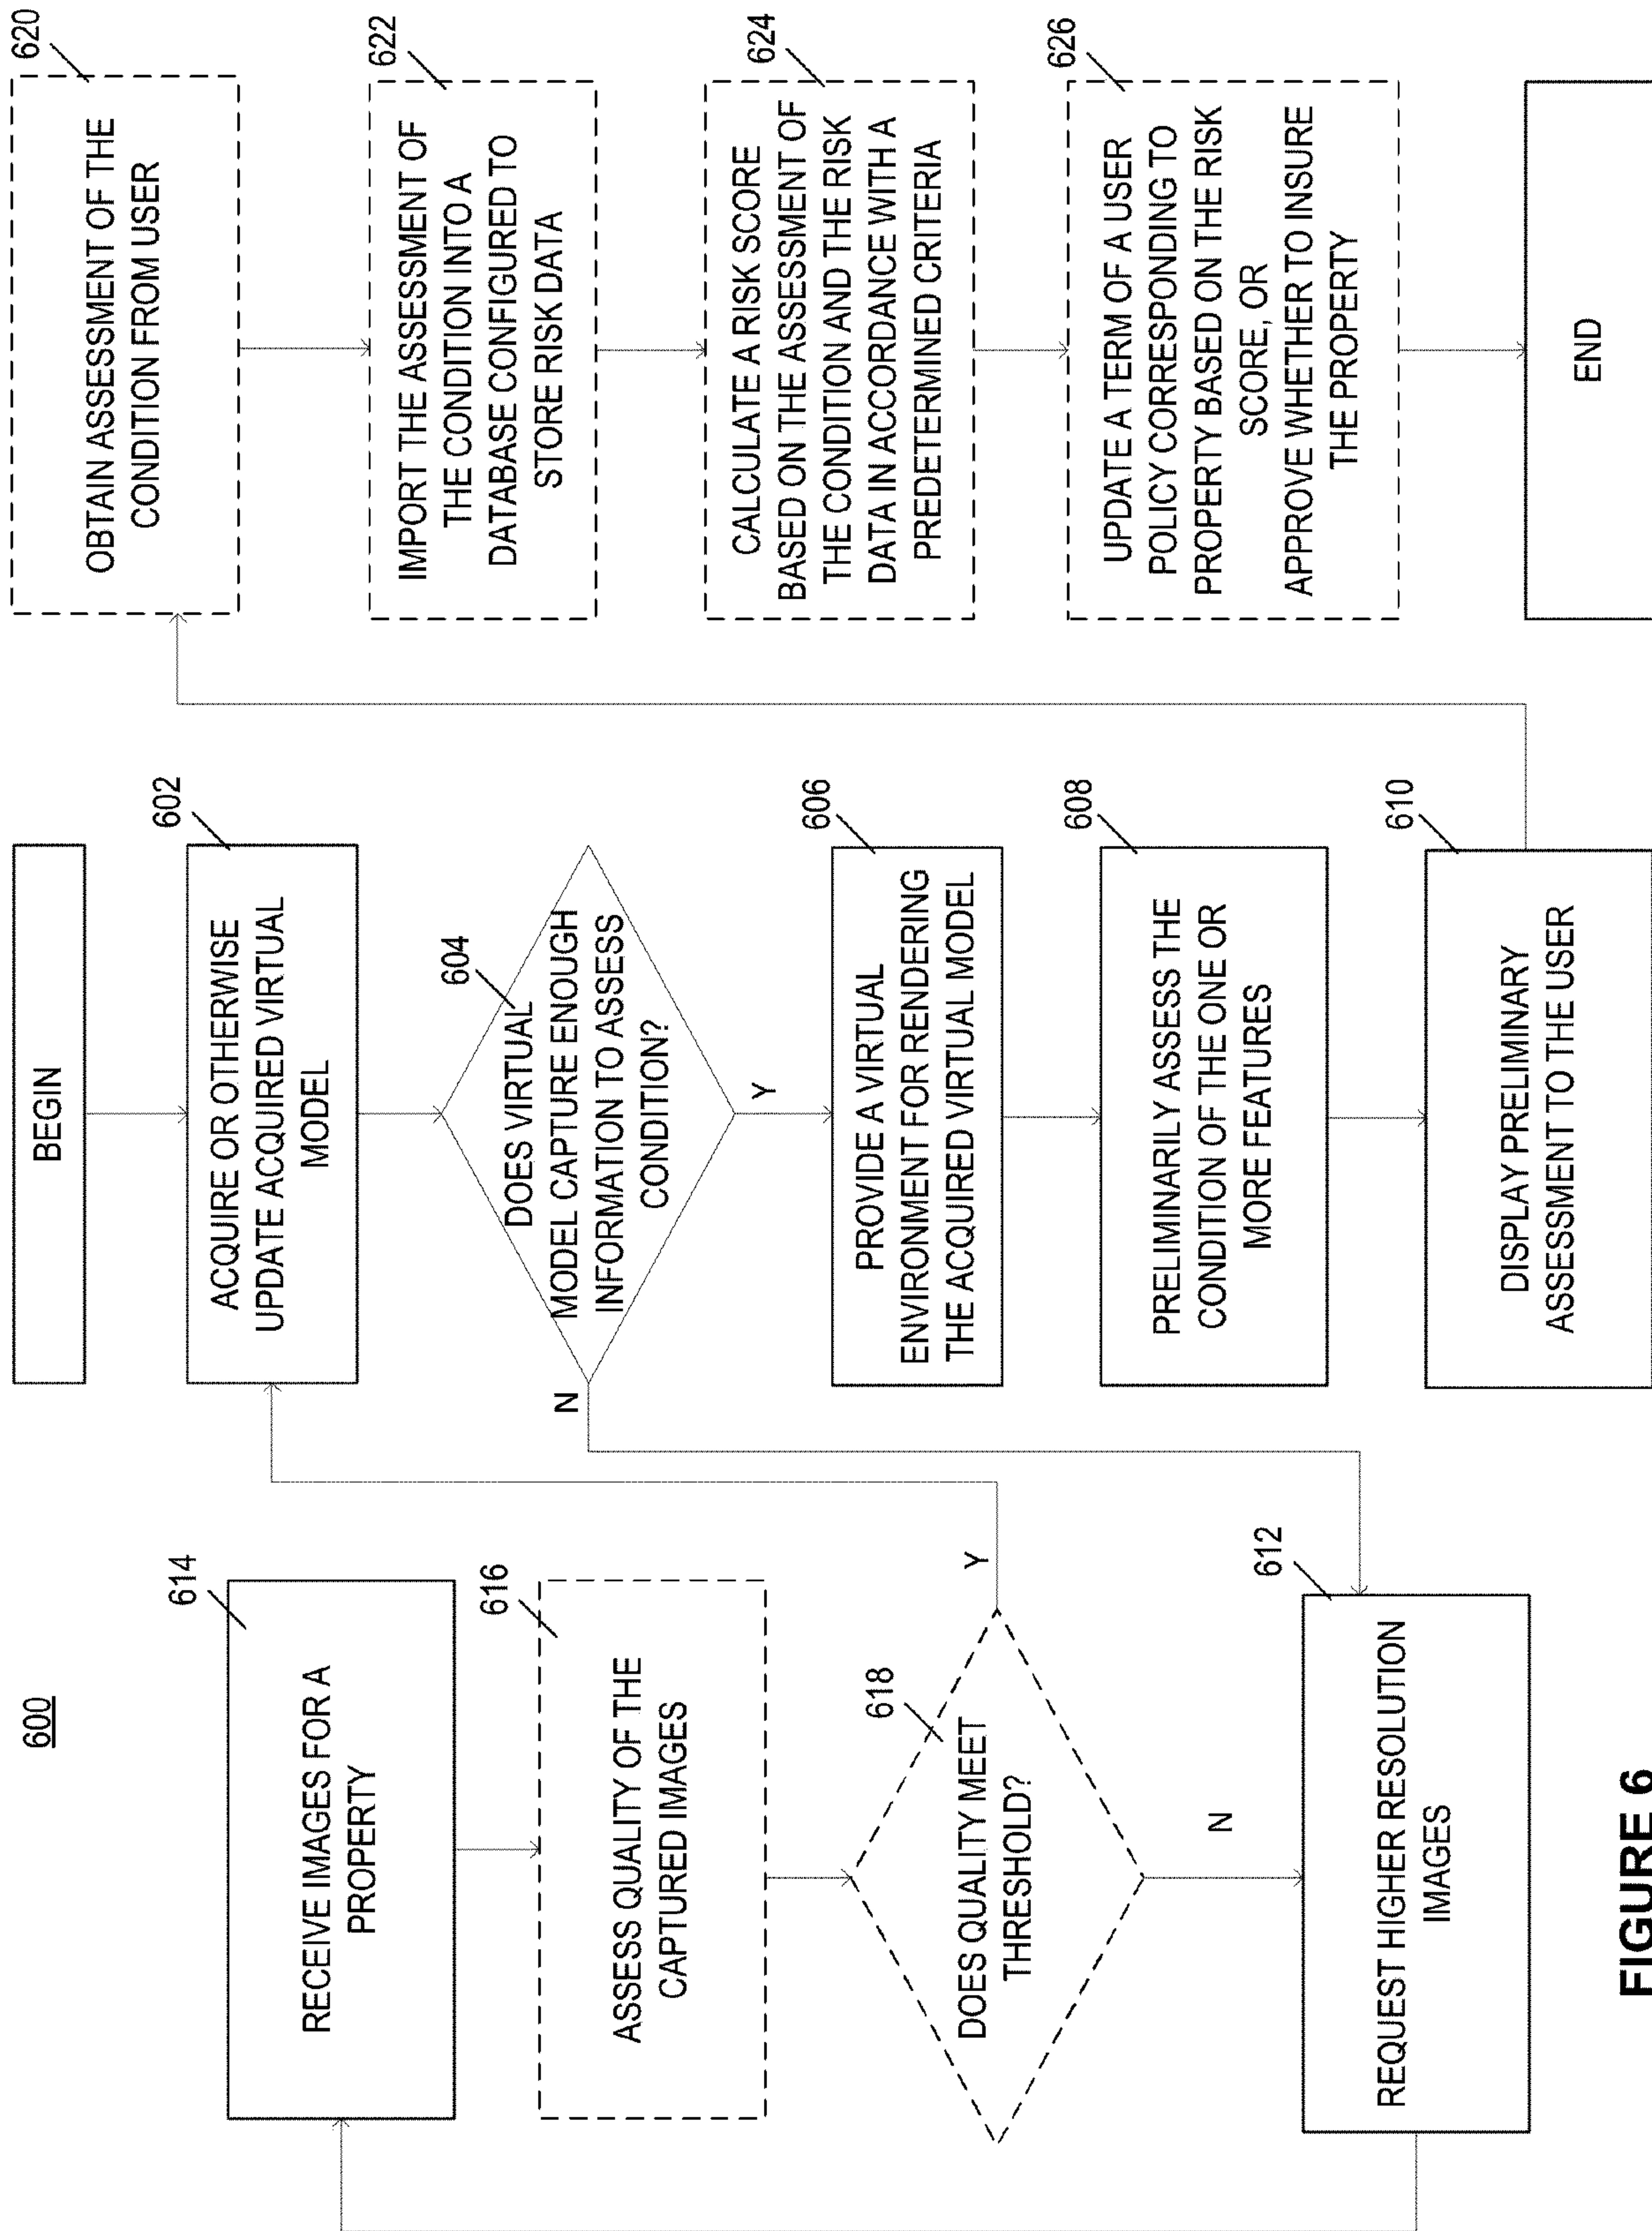 600
BEGIN
602
ACQUIRE OR OTHERWISE
UPDATE ACQUIRED VIRTUAL
MODEL
604
DOES VIRTUAL
MODEL CAPTURE ENOUGH
INFORMATION TO ASSESS
CONDITION?
N
Y
606
PROVIDE A VIRTUAL
ENVIRONMENT FOR RENDERING
THE ACQUIRED VIRTUAL MODEL
608
PRELIMINARILY ASSESS THE
CONDITION OF THE ONE OR
MORE FEATURES
610
DISPLAY PRELIMINARY
ASSESSMENT TO THE USER
614
RECEIVE IMAGES FOR A
PROPERTY
616
ASSESS QUALITY OF THE
CAPTURED IMAGES
618
DOES QUALITY MEET
THRESHOLD?
Y
N
612
REQUEST HIGHER RESOLUTION
IMAGES
620
OBTAIN ASSESSMENT OF THE
CONDITION FROM USER
622
IMPORT THE ASSESSMENT OF
THE CONDITION INTO A
DATABASE CONFIGURED TO
STORE RISK DATA
624
CALCULATE A RISK SCORE
BASED ON THE ASSESSMENT OF
THE CONDITION AND THE RISK
DATA IN ACCORDANCE WITH A
PREDETERMINED CRITERIA
626
UPDATE A TERM OF A USER
POLICY CORRESPONDING TO
PROPERTY BASED ON THE RISK
SCORE, OR
APPROVE WHETHER TO INSURE
THE PROPERTY
END
FIGURE 6